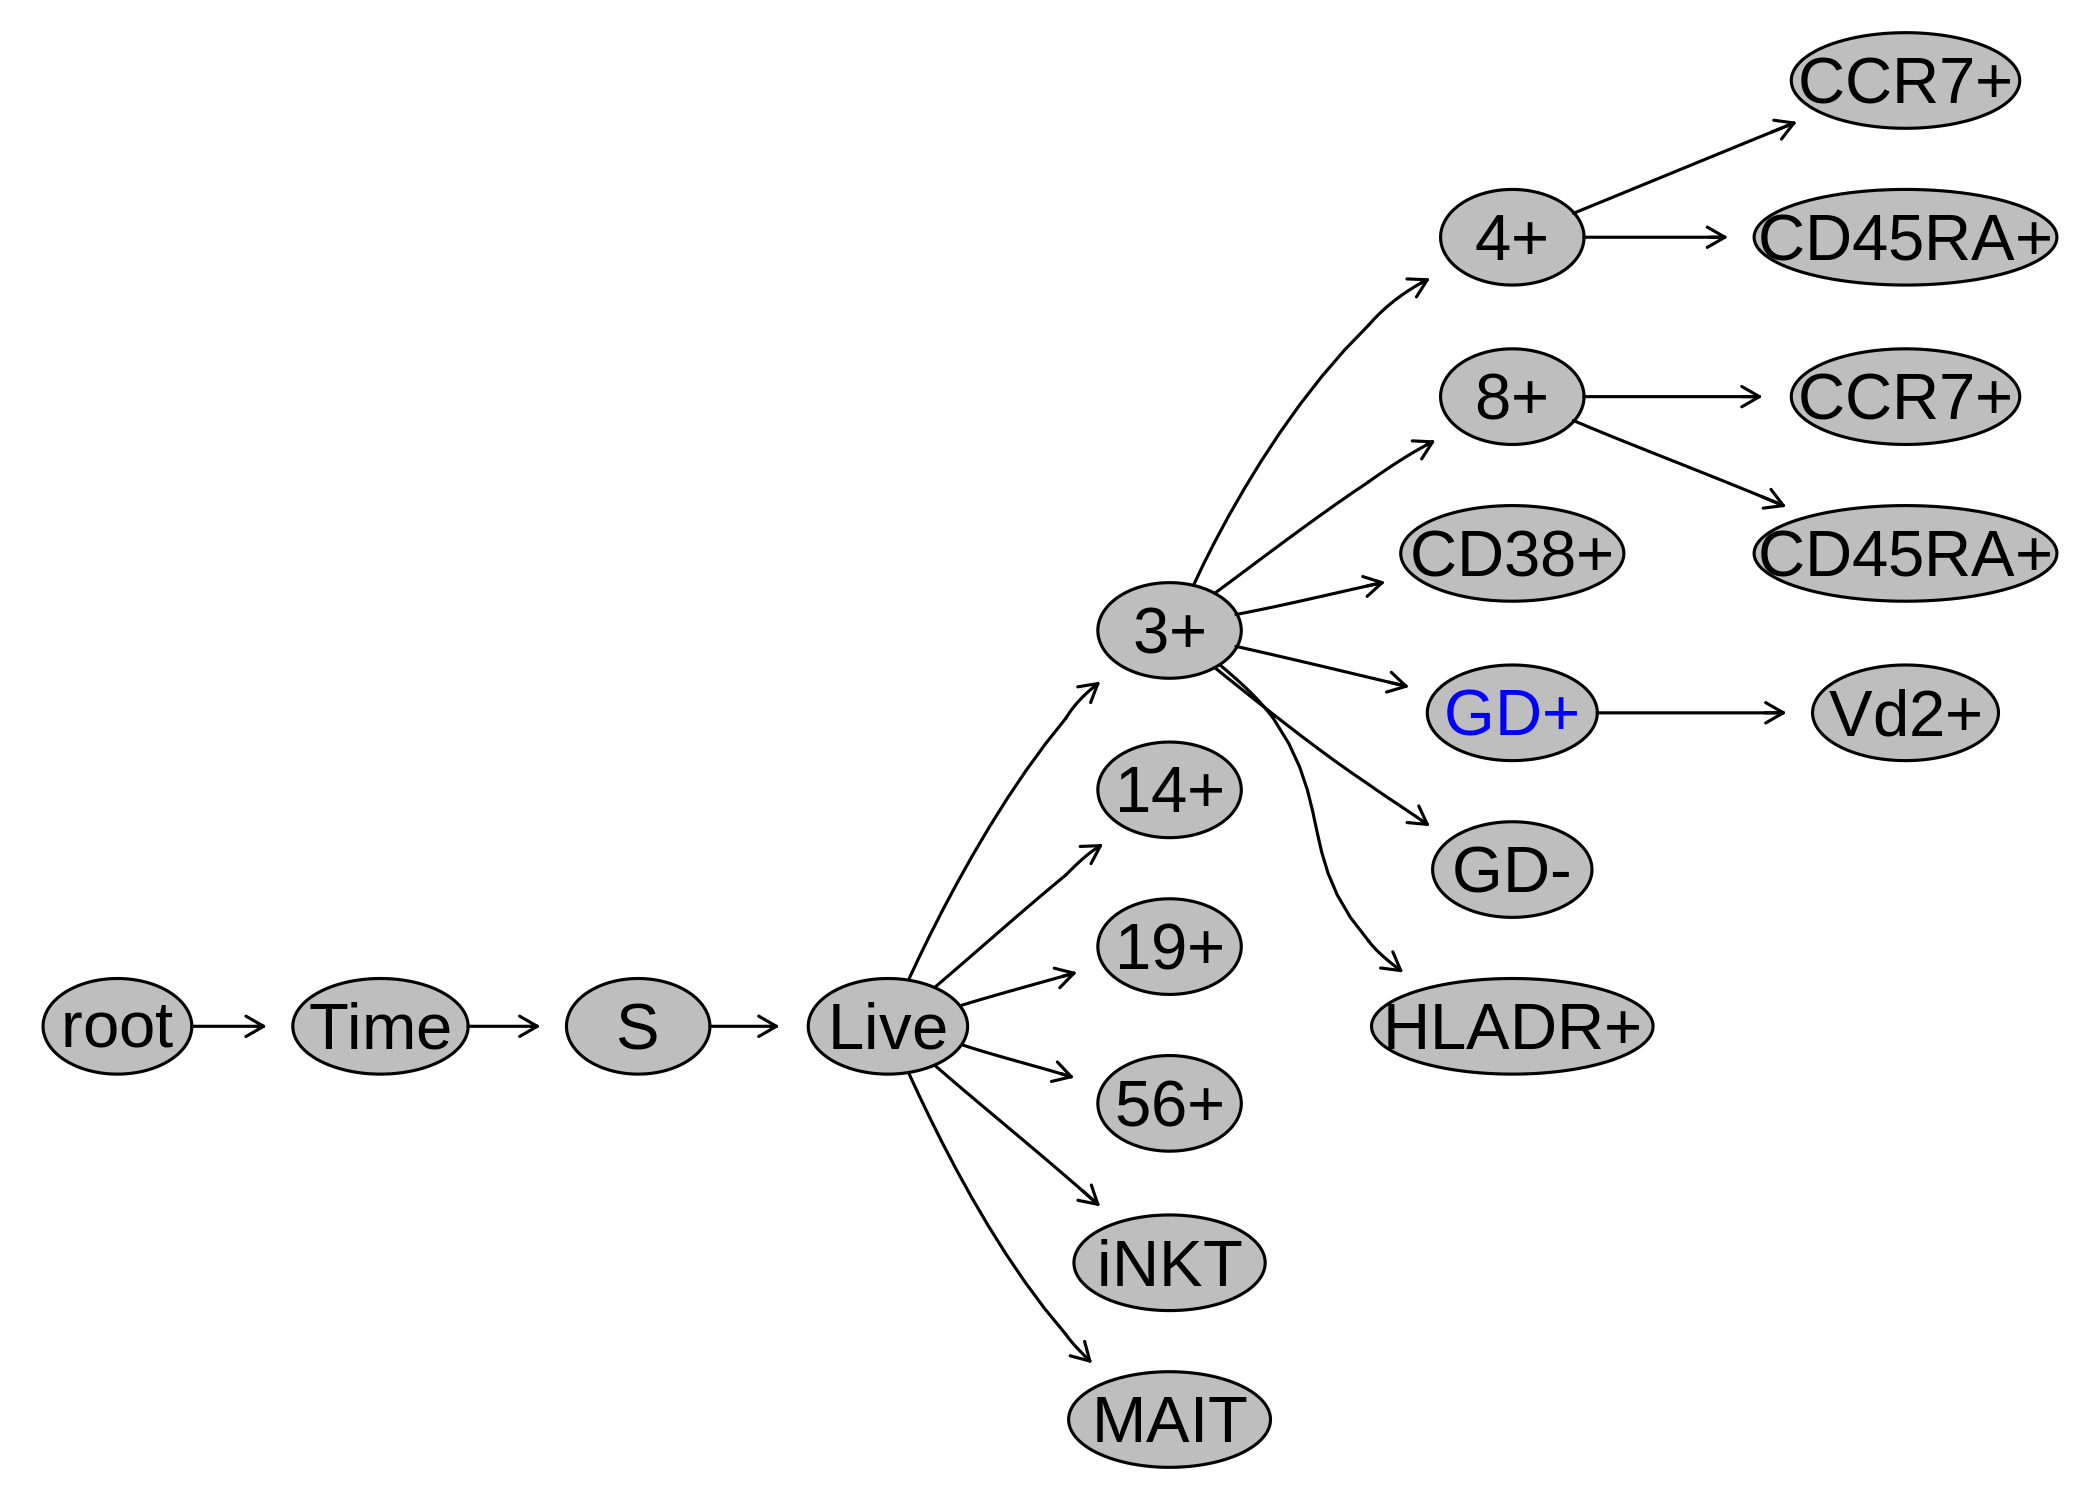 CCR7+
4+
CD45RA+
8+
CCR7+
CD38+
CD45RA+
3+
GD+
Vd2+
14+
GD-
19+
root
Time
S
Live
HLADR+
56+
iNKT
MAIT